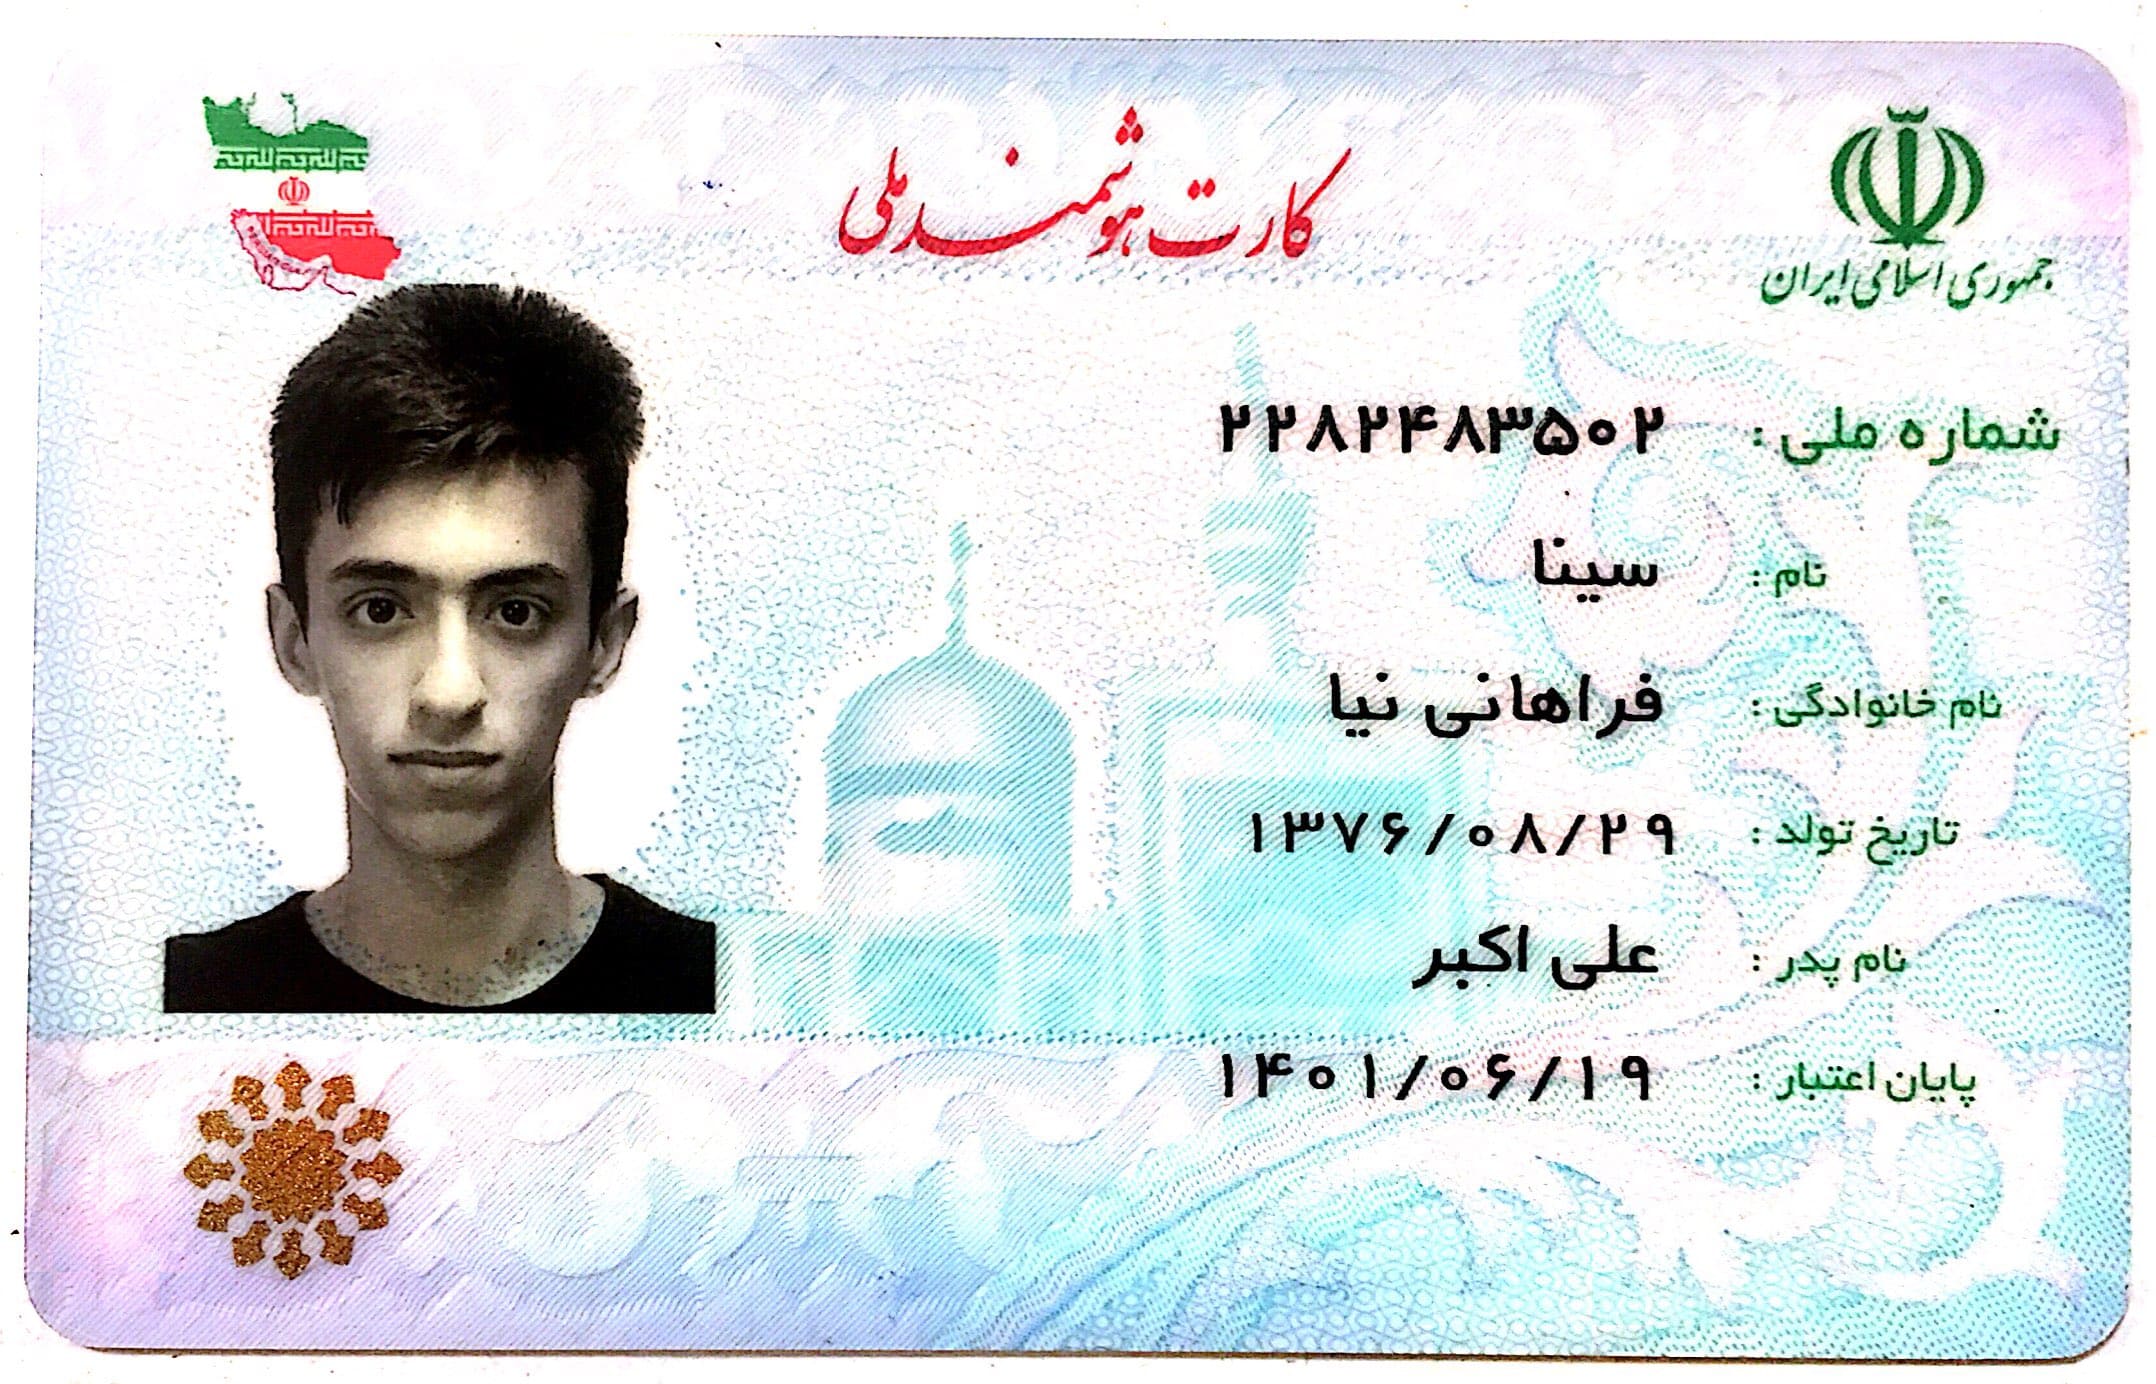 کارت هوشمند ملی
جمهوری اسلامی ایران
شماره ملی : ۲۲۸۲۴۸۳۵۰۲
نام : سینا
نام خانوادگی : فراهانی نیا
تاریخ تولد : ۱۳۷۶/۰۸/۲۹
نام پدر : علی اکبر
پایان اعتبار : ۱۴۰۱/۰۶/۱۹